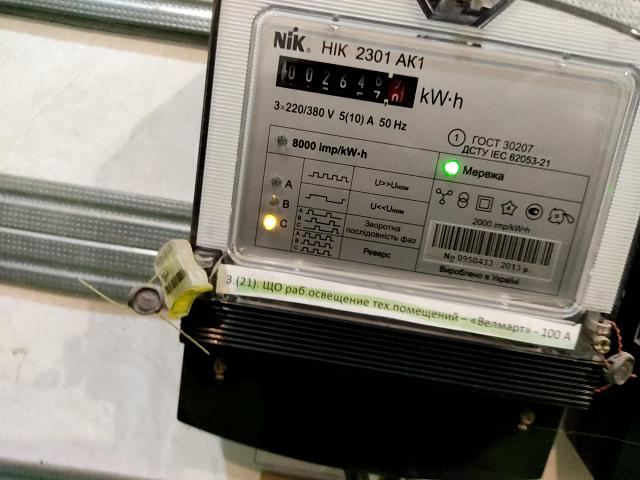 NiK® НІК 2301 АК1
002646
kW·h
3×220/380 V 5(10) A 50 Hz
1 ГОСТ 30207
ДСТУ IEC 62053-21
8000 imp/kW·h
Мережа
A
U>>Uном
B
U<<Uном
C
A
B
C
Зворотна
послідовність фаз
A
B
C
Реверс
2000 imp/kW·h
№ 0950433 2013 р.
Вироблено в Україні
3.(21). ЩО раб.освещение тех.помещений – «Велмарт» - 100 А